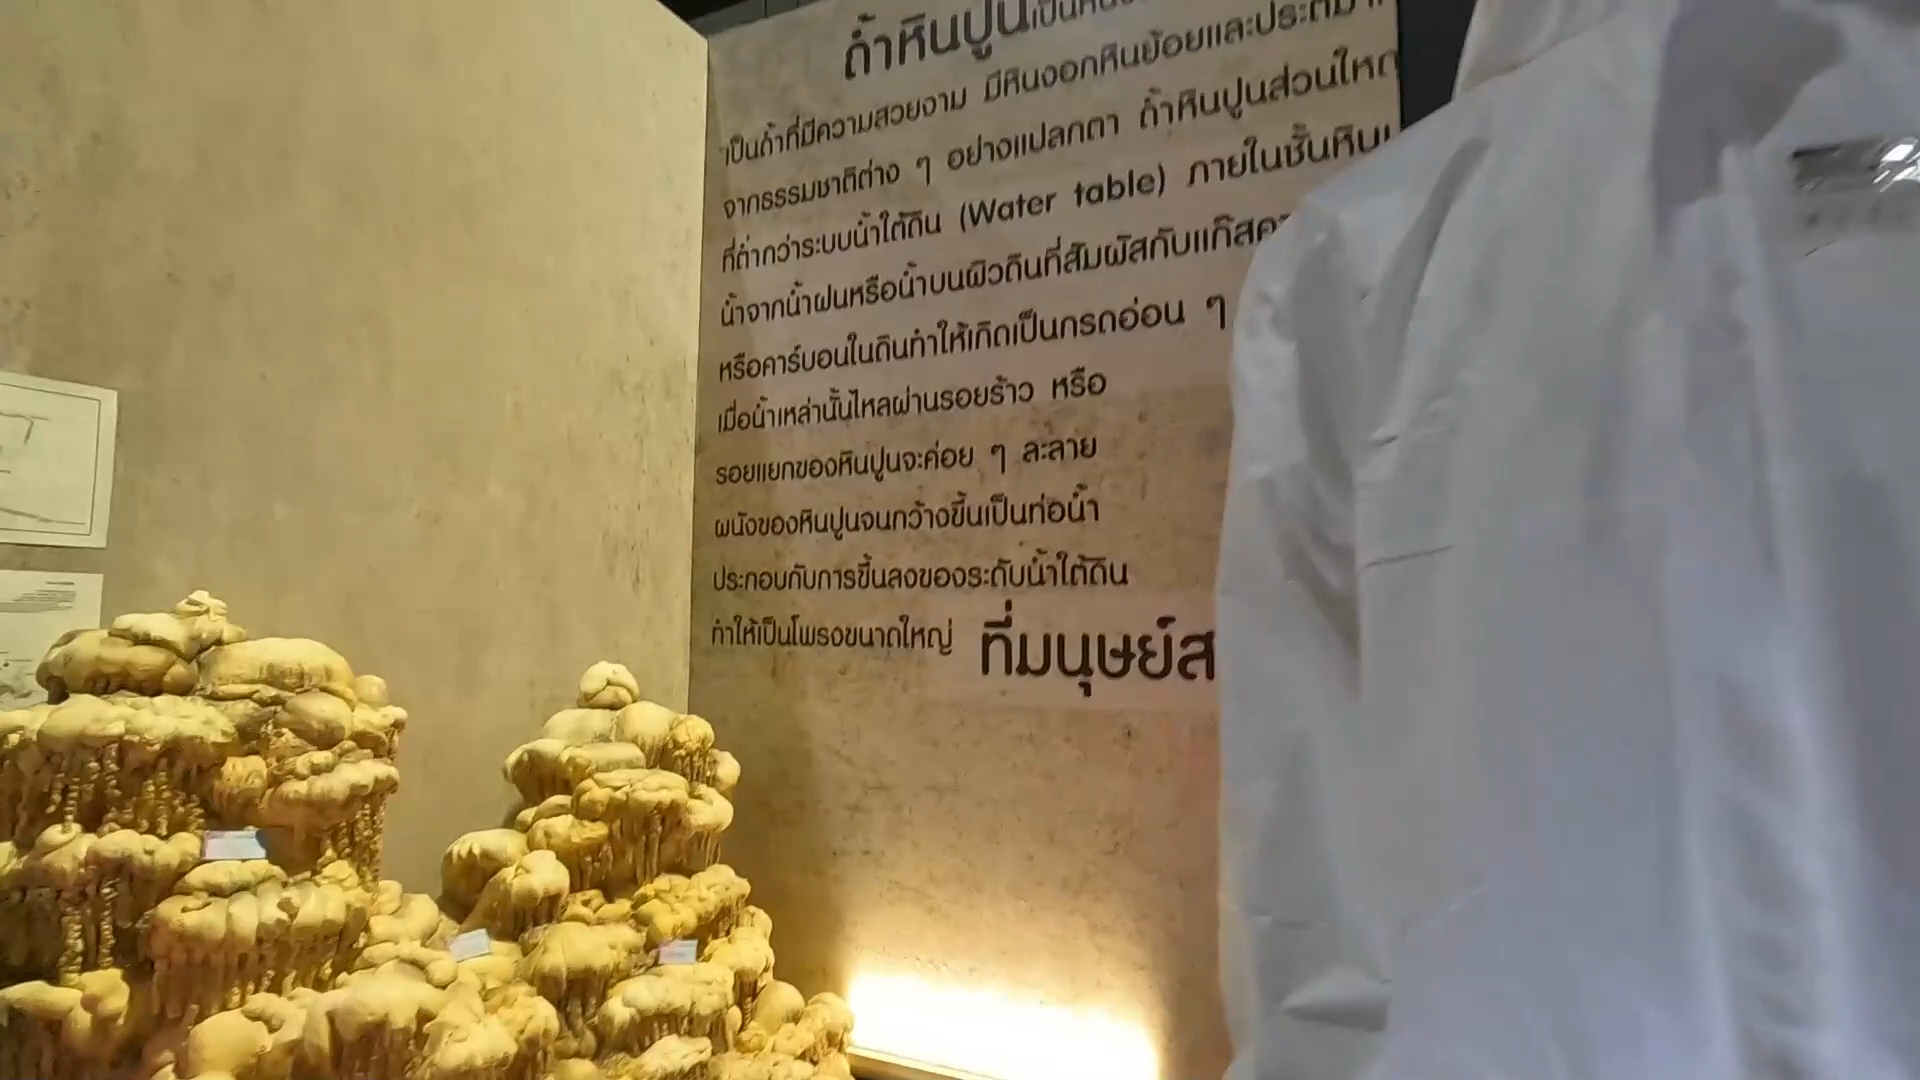 ถ้ำหินปูนเป็นหิน
เป็นถ้ำที่มีความสวยงาม มีหินงอกหินย้อยและประติมา
จากธรรมชาติต่าง ๆ อย่างแปลกตา ถ้ำหินปูนส่วนให
ที่ต่ำกว่าระบบน้ำใต้ดิน (Water table) ภายในชั้นหิน
น้ำจากน้ำฝนหรือน้ำบนผิวดินที่สัมผัสกับแก๊สค
หรือคาร์บอนในดินทำให้เกิดเป็นกรดอ่อน ๆ
เมื่อน้ำเหล่านั้นไหลผ่านรอยร้าว หรือ
รอยแยกของหินปูนจะค่อย ๆ ละลาย
ผนังของหินปูนจนกว้างขึ้นเป็นท่อน้ำ
ประกอบกับการขึ้นลงของระดับน้ำใต้ดิน
ทำให้เป็นโพรงขนาดใหญ่ ที่มนุษย์ส